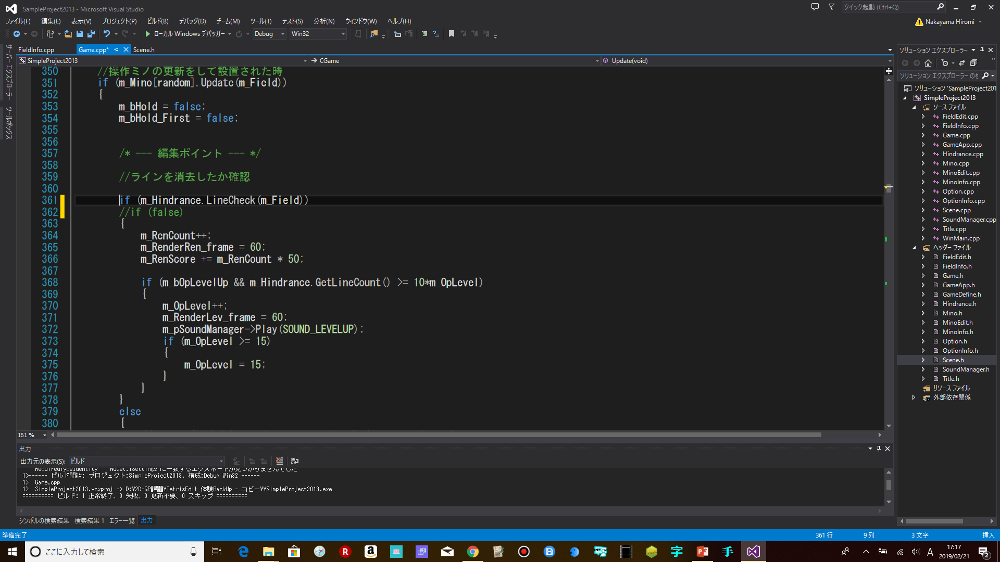 SampleProject2013 - Microsoft Visual Studio
クイック起動 (Ctrl+Q)
ファイル(F) 編集(E) 表示(V) プロジェクト(P) ビルド(B) デバッグ(D) チーム(M) ツール(T) テスト(S) 分析(N) ウィンドウ(W) ヘルプ(H)
Nakayama Hiromi
ローカル Windows デバッガー Debug Win32
サーバー エクスプローラー
ツールボックス
FieldInfo.cpp Game.cpp* Scene.h
SimpleProject2013 CGame Update(void)
350 //操作ミノの更新をして設置された時
351 if (m_Mino[random].Update(m_Field))
352 {
353 m_bHold = false;
354 m_bHold_First = false;
355
356
357 /* --- 編集ポイント --- */
358
359 //ラインを消去したか確認
360
361 if (m_Hindrance.LineCheck(m_Field))
362 //if (false)
363 {
364 m_RenCount++;
365 m_RenderRen_frame = 60;
366 m_RenScore += m_RenCount * 50;
367
368 if (m_bOpLevelUp && m_Hindrance.GetLineCount() >= 10*m_OpLevel)
369 {
370 m_OpLevel++;
371 m_RenderLev_frame = 60;
372 m_pSoundManager->Play(SOUND_LEVELUP);
373 if (m_OpLevel >= 15)
374 {
375 m_OpLevel = 15;
376 }
377 }
378 }
379 else
380 {
161 %
出力
出力元の表示(S): ビルド
RequiredTypeIdentity NuGet.ISettings に一致するエクスポートが見つかりませんでした
1>------ ビルド開始: プロジェクト:SimpleProject2013, 構成:Debug Win32 ------
1> Game.cpp
1> SimpleProject2013.vcxproj -> D:\2D-GP課題\TetrisEdit_体験BackUp - コピー\\SimpleProject2013.exe
========== ビルド: 1 正常終了、0 失敗、0 更新不要、0 スキップ ==========
シンボルの検索結果 検索結果 1 エラー一覧 出力
ソリューション エクスプローラー
ソリューション エクスプローラー の検
ソリューション 'SampleProject201
SimpleProject2013
ソース ファイル
FieldEdit.cpp
FieldInfo.cpp
Game.cpp
GameApp.cpp
Hindrance.cpp
Mino.cpp
MinoEdit.cpp
MinoInfo.cpp
Option.cpp
OptionInfo.cpp
Scene.cpp
SoundManager.cpp
Title.cpp
WinMain.cpp
ヘッダー ファイル
FieldEdit.h
FieldInfo.h
Game.h
GameApp.h
GameDefine.h
Hindrance.h
Mino.h
MinoEdit.h
MinoInfo.h
Option.h
OptionInfo.h
Scene.h
SoundManager.h
Title.h
リソース ファイル
外部依存関係
準備完了 361 行 9 列 3 文字 挿入
ここに入力して検索
A
17:17
2019/02/21
2